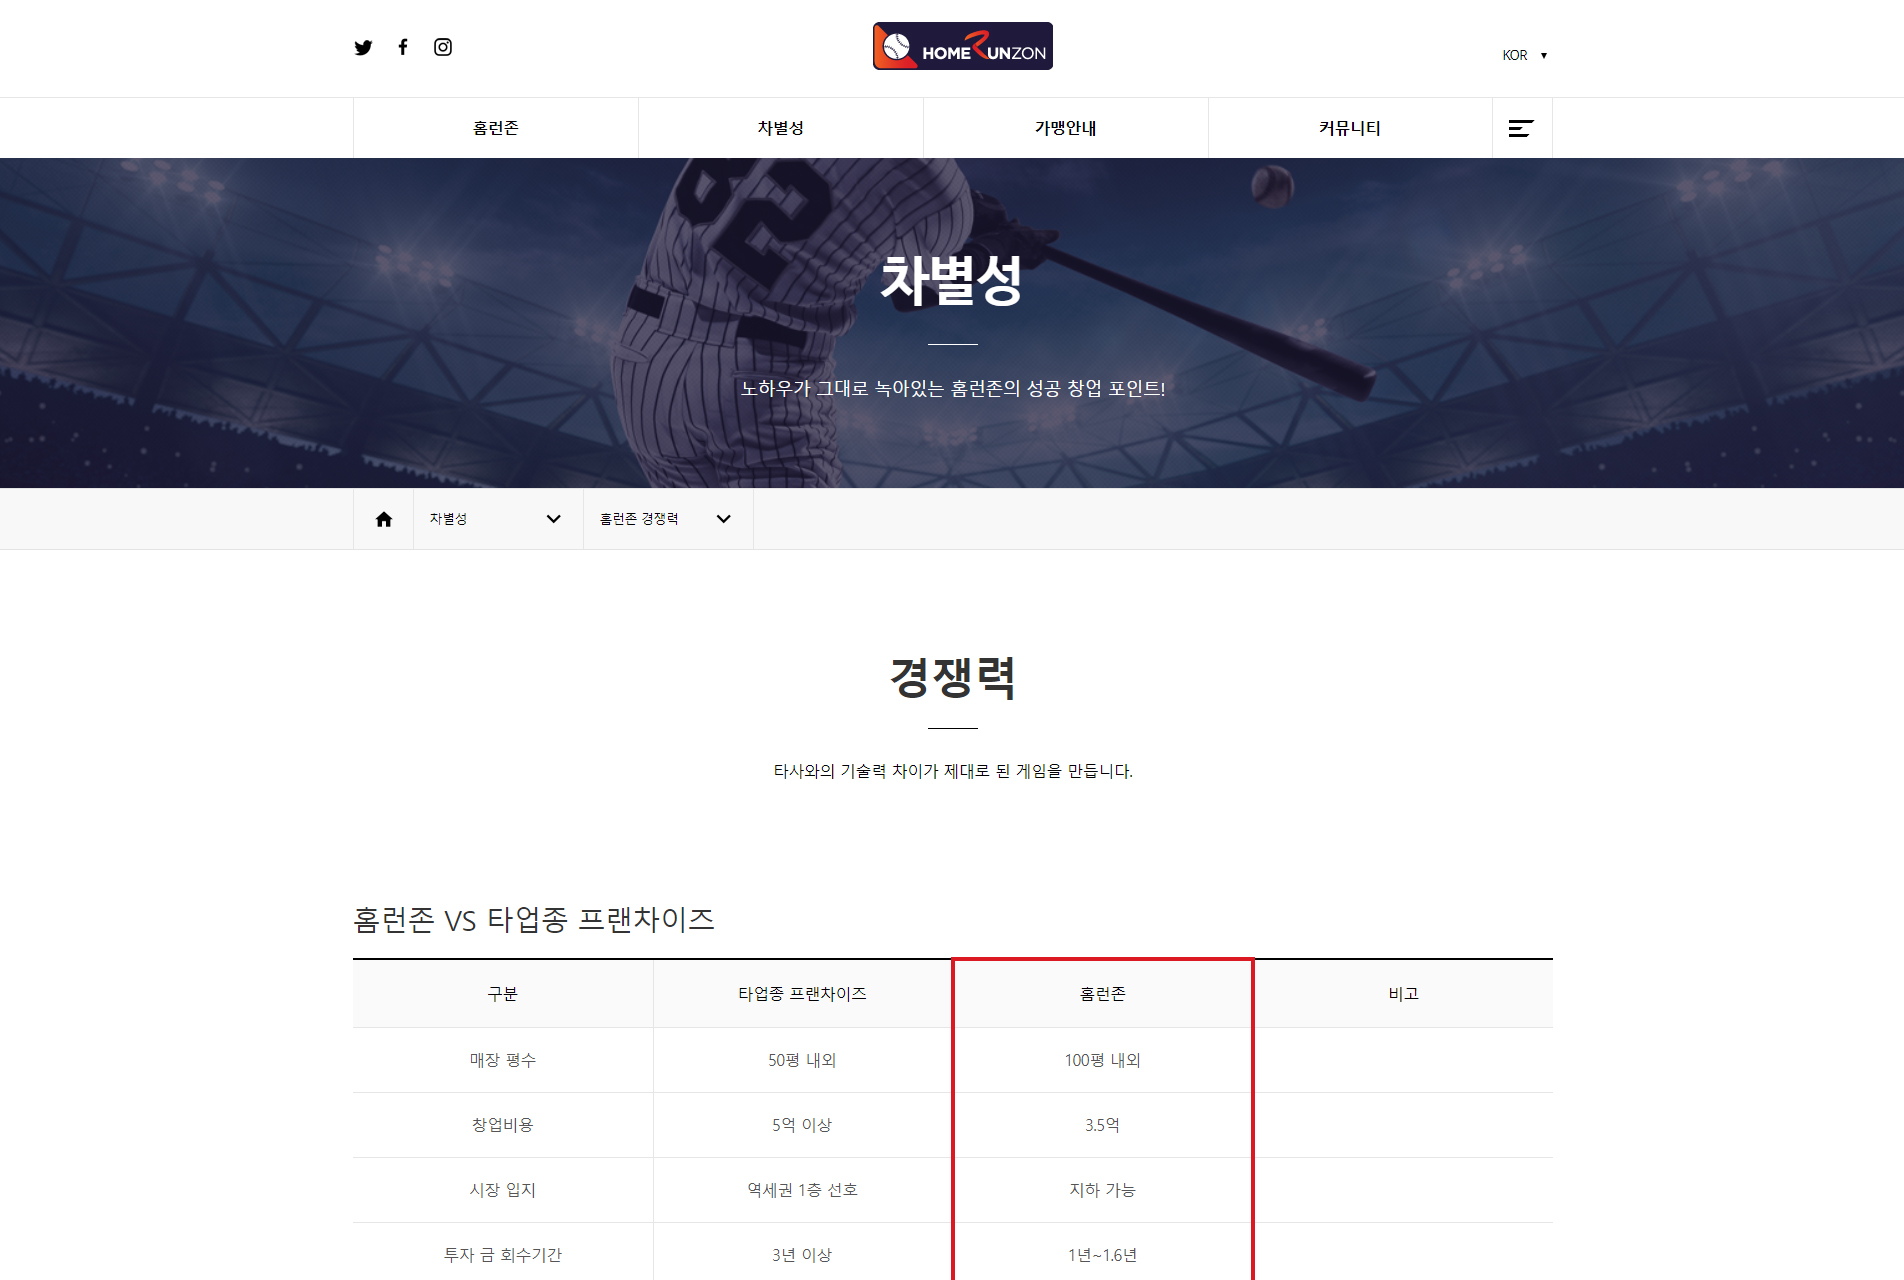 HOMERUNZON
KOR ▼
홈런존 차별성 가맹안내 커뮤니티
차별성
노하우가 그대로 녹아있는 홈런존의 성공 창업 포인트!
차별성 홈런존 경쟁력
경쟁력
타사와의 기술력 차이가 제대로 된 게임을 만듭니다.
홈런존 VS 타업종 프랜차이즈
구분 타업종 프랜차이즈 홈런존 비고
매장 평수 50평 내외 100평 내외
창업비용 5억 이상 3.5억
시장 입지 역세권 1층 선호 지하 가능
투자 금 회수기간 3년 이상 1년~1.6년